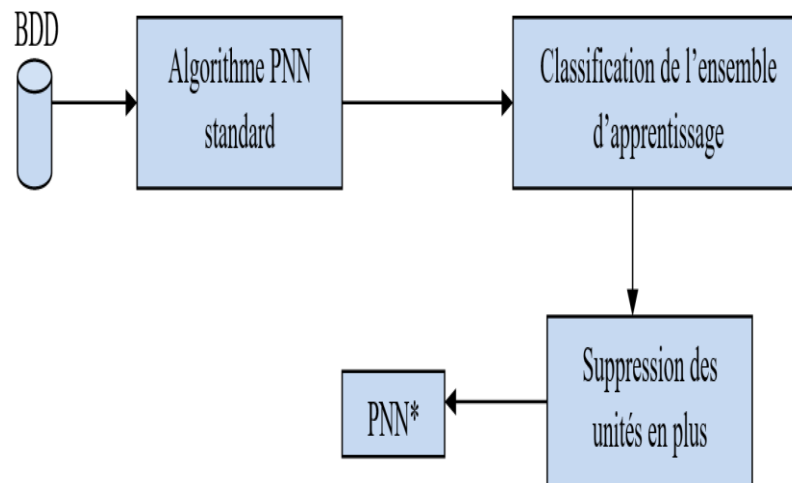 BDD
Algorithme PNN
standard
Classification de l'ensemble
d'apprentissage
Suppression des
unités en plus
PNN*